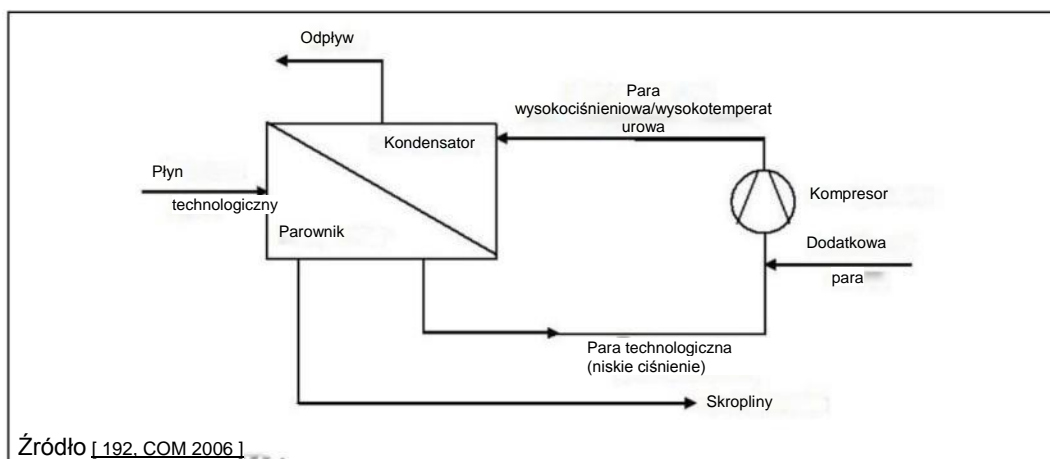 Odpływ
Para
wysokociśnieniowa/wysokotemperat
urowa
Kondensator
Płyn
technologiczny
Kompresor
Parownik
Dodatkowa
para
Para technologiczna
(niskie ciśnienie)
Skropliny
Źródło [ 192, COM 2006 ]